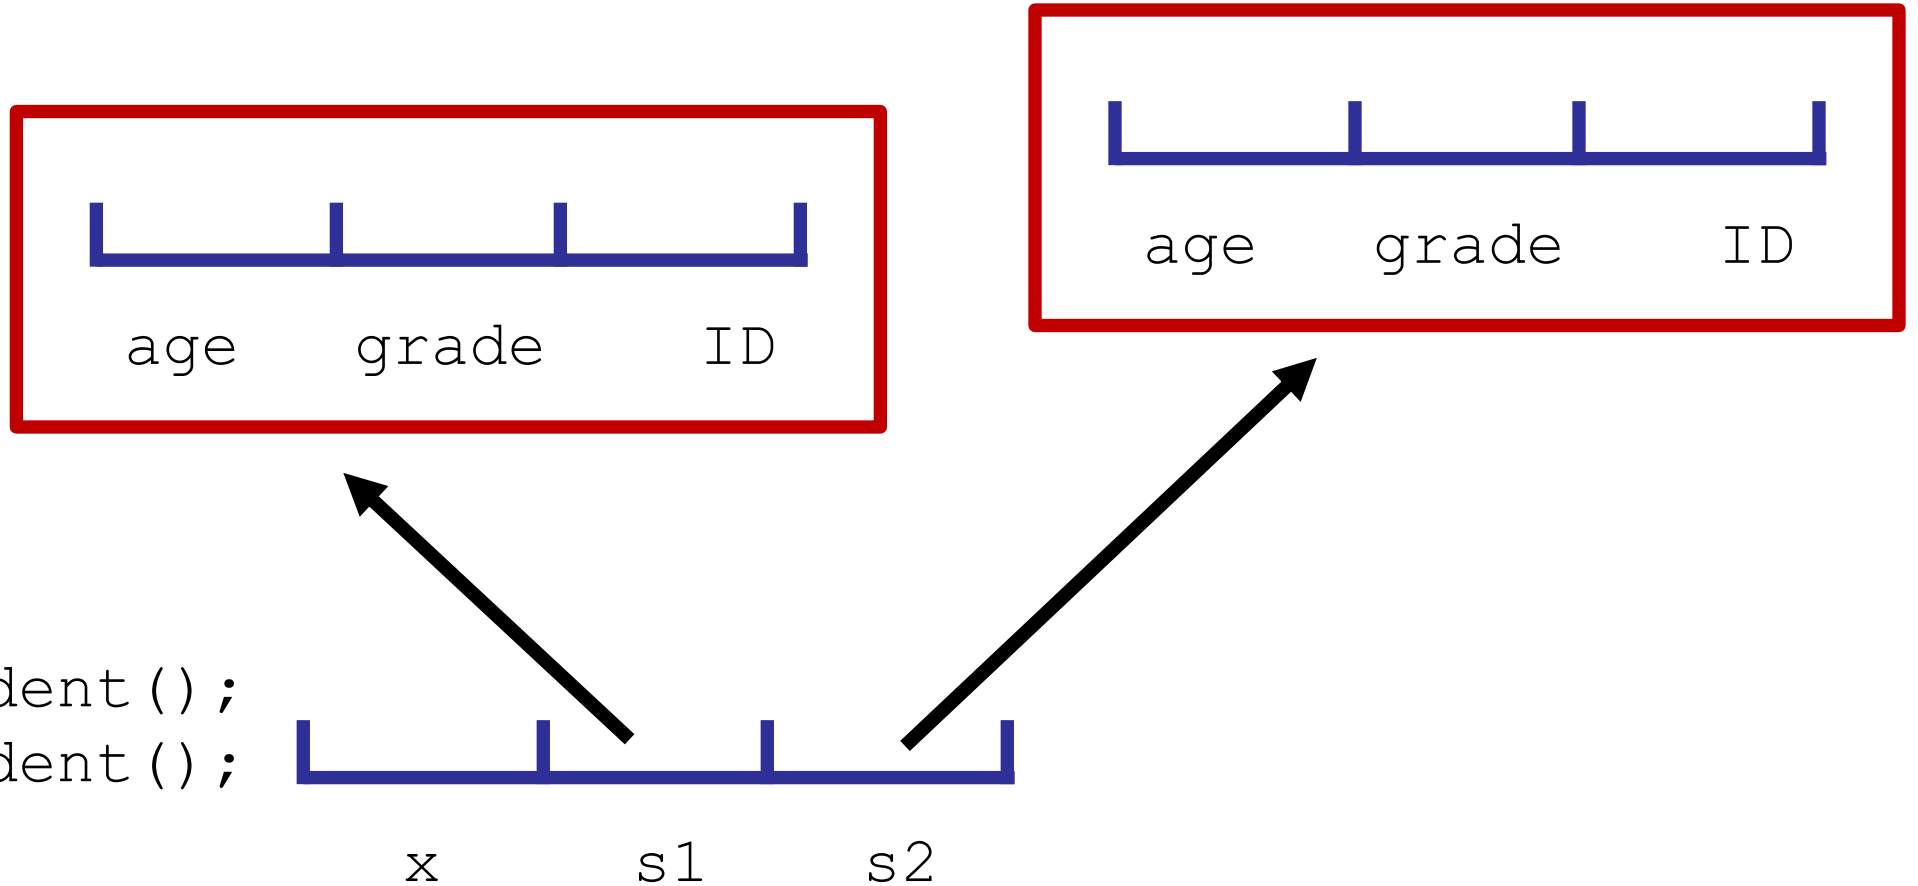 age grade ID
age grade ID
dent();
dent();
x s1 s2